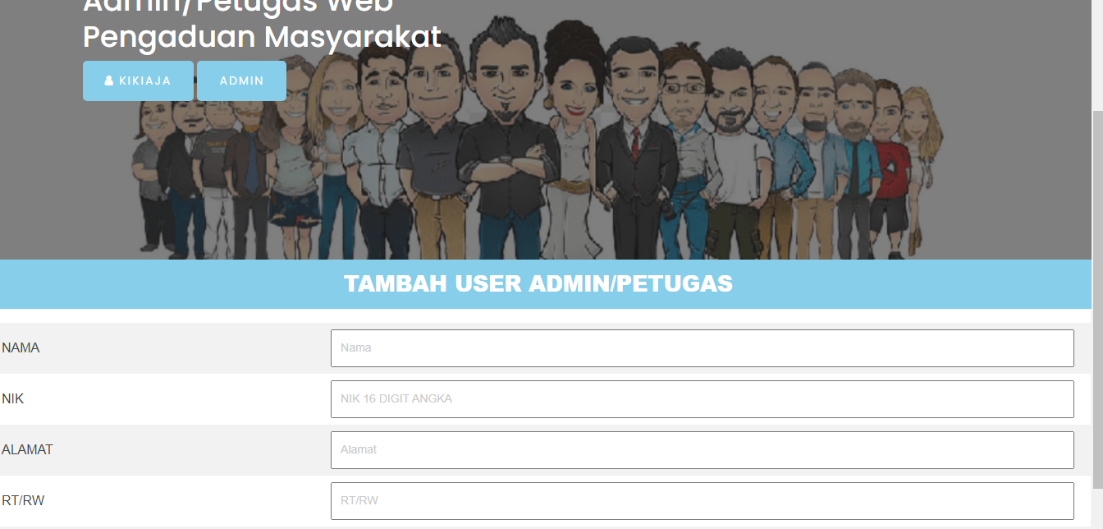 Admin/Petugas Web
Pengaduan Masyarakat
KIKIAJA
ADMIN
TAMBAH USER ADMIN/PETUGAS
NAMA
Nama
NIK
NIK 16 DIGIT ANGKA
ALAMAT
Alamat
RT/RW
RT/RW